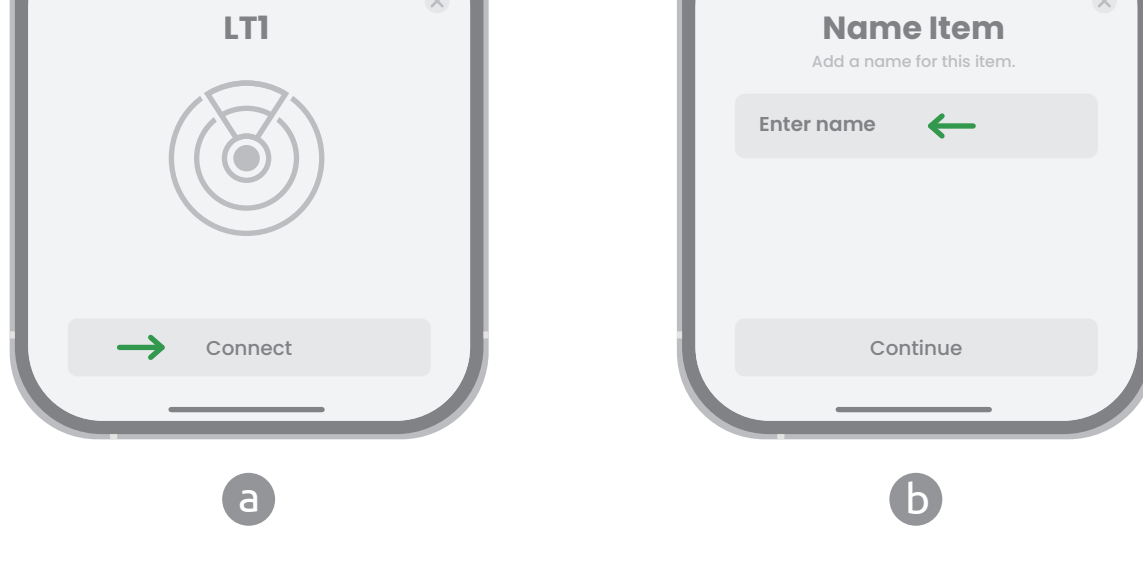 LT1
Connect
a
Name Item
Add a name for this item.
Enter name
Continue
b